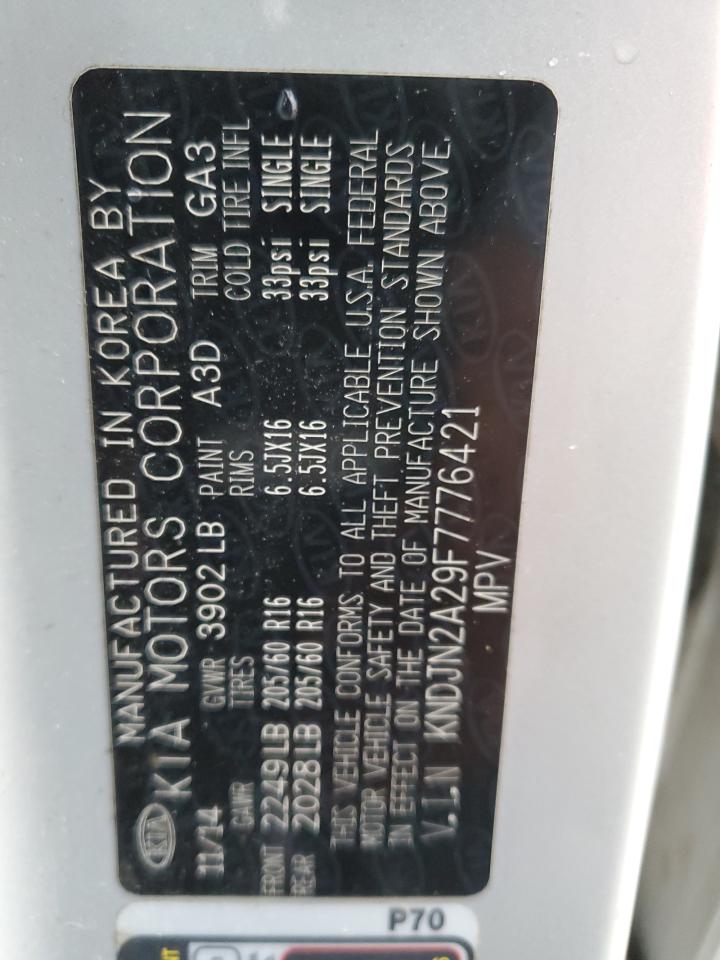 MANUFACTURED IN KOREA BY
KIA KIA MOTORS CORPORATION
11/14 GVWR 3902LB PAINT A3D TRIM GA3
GAWR TIRES RIMS COLD TIRE INFL
FRONT 2249LB 205/60 R16 6.5JX16 33psi SINGLE
REAR 2028LB 205/60 R16 6.5JX16 33psi SINGLE
THIS VEHICLE CONFORMS TO ALL APPLICABLE U.S.A. FEDERAL
MOTOR VEHICLE SAFETY AND THEFT PREVENTION STANDARDS
IN EFFECT ON THE DATE OF MANUFACTURE SHOWN ABOVE.
V.I.N KNDJN2A29F7776421
MPV
P70